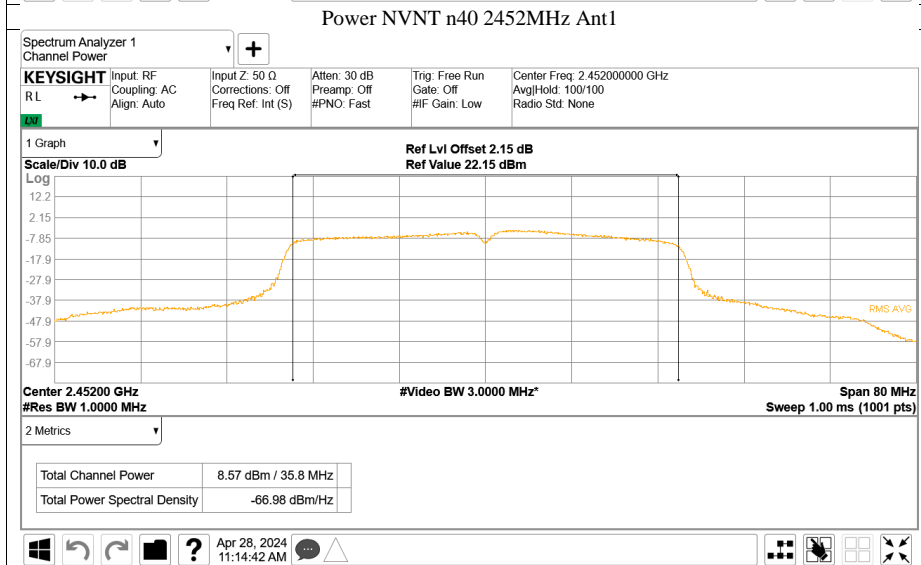 Power NVNT n40 2452MHz Ant1
Spectrum Analyzer 1
Channel Power
KEYSIGHT
R L
LXI
Input: RF
Coupling: AC
Align: Auto
Input Z: 50 Ω
Corrections: Off
Freq Ref: Int (S)
Atten: 30 dB
Preamp: Off
#PNO: Fast
Trig: Free Run
Gate: Off
#IF Gain: Low
Center Freq: 2.452000000 GHz
Avg|Hold: 100/100
Radio Std: None
1 Graph
Scale/Div 10.0 dB
Ref Lvl Offset 2.15 dB
Ref Value 22.15 dBm
Log
12.2
2.15
-7.85
-17.9
-27.9
-37.9
-47.9
-57.9
-67.9
RMS AVG
Center 2.45200 GHz
#Video BW 3.0000 MHz*
Span 80 MHz
#Res BW 1.0000 MHz
Sweep 1.00 ms (1001 pts)
2 Metrics
Total Channel Power 8.57 dBm / 35.8 MHz
Total Power Spectral Density -66.98 dBm/Hz
?
Apr 28, 2024
11:14:42 AM